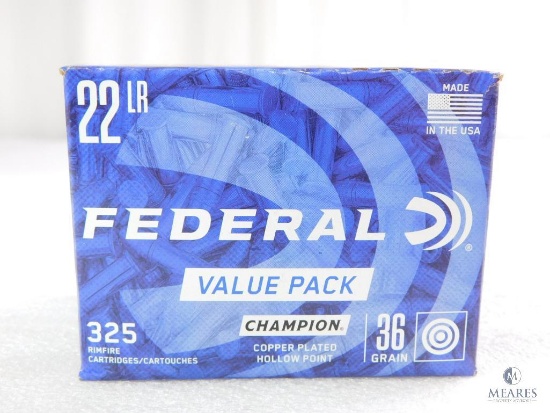 22 LR
MADE
IN THE USA
FEDERAL ®
VALUE PACK
325
RIMFIRE
CARTRIDGES/CARTOUCHES
CHAMPION
COPPER PLATED
HOLLOW POINT
36
GRAIN
M
MEARES